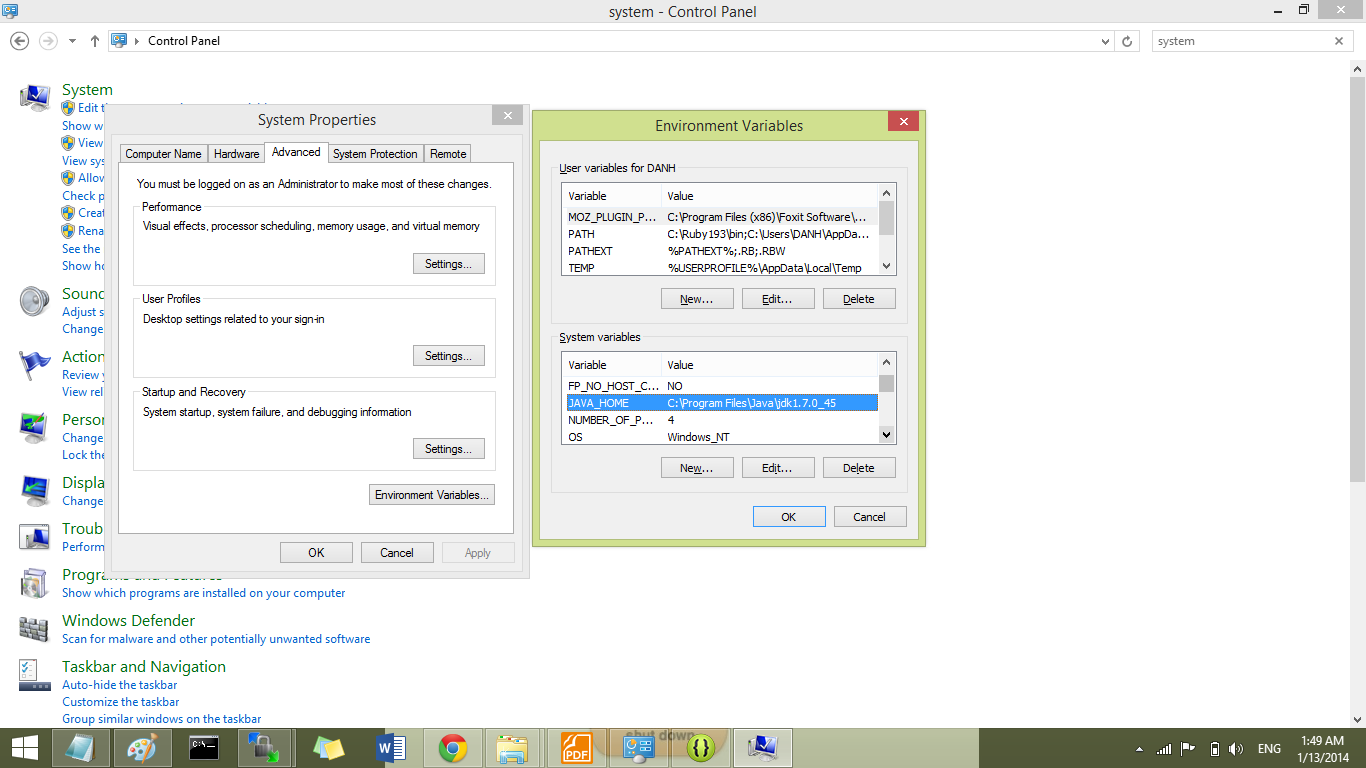 system - Control Panel
Control Panel
system
System
Edit th
Show w
View
View sys
Allow
Check p
Creat
Rena
See the
Show ho
Sound
Adjust s
Change
Action
Review y
View rel
Person
Change
Lock the
Displa
Change
Troub
Perform
Programs and Features
Show which programs are installed on your computer
Windows Defender
Scan for malware and other potentially unwanted software
Taskbar and Navigation
Auto-hide the taskbar
Customize the taskbar
Group similar windows on the taskbar
System Properties
Computer Name Hardware Advanced System Protection Remote
You must be logged on as an Administrator to make most of these changes.
Performance
Visual effects, processor scheduling, memory usage, and virtual memory
Settings...
User Profiles
Desktop settings related to your sign-in
Settings...
Startup and Recovery
System startup, system failure, and debugging information
Settings...
Environment Variables...
OK Cancel Apply
Environment Variables
User variables for DANH
Variable Value
MOZ_PLUGIN_P... C:\Program Files (x86)\Foxit Software\...
PATH C:\Ruby193\bin;C:\Users\DANH\AppDa...
PATHEXT %PATHEXT%;.RB;.RBW
TEMP %USERPROFILE%\AppData\Local\Temp
New... Edit... Delete
System variables
Variable Value
FP_NO_HOST_C... NO
JAVA_HOME C:\Program Files\Java\jdk1.7.0_45
NUMBER_OF_P... 4
OS Windows_NT
New... Edit... Delete
OK Cancel
C:\_
PDF
shut down
ENG
1:49 AM
1/13/2014